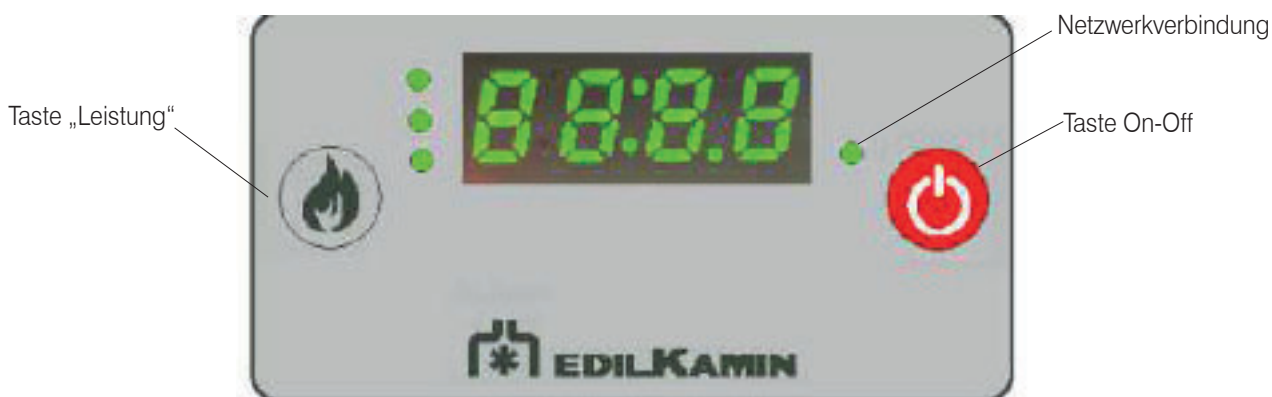 Netzwerkverbindung
Taste „Leistung“
88:8.8
Taste On-Off
EDILKAMIN